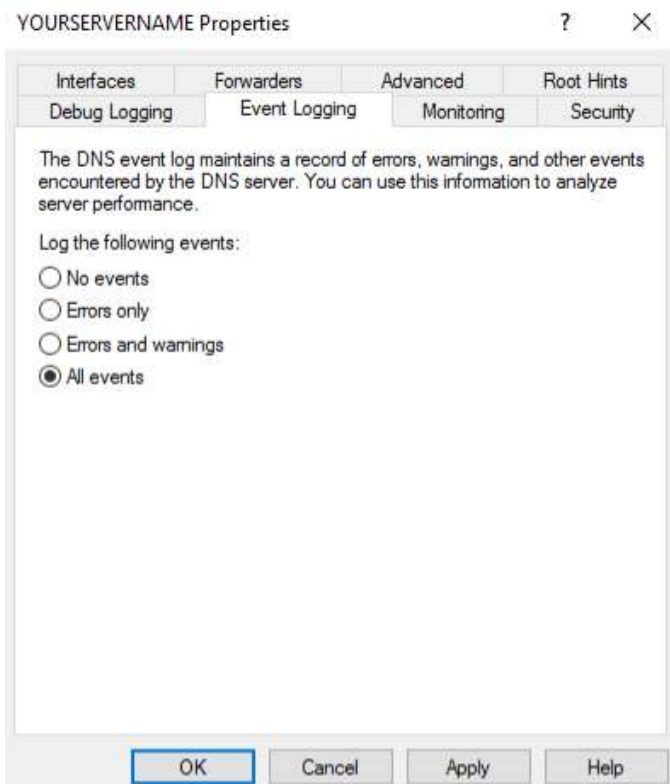 YOURSERVERNAME Properties ? ×
Interfaces Forwarders Advanced Root Hints
Debug Logging Event Logging Monitoring Security
The DNS event log maintains a record of errors, warnings, and other events
encountered by the DNS server. You can use this information to analyze
server performance.
Log the following events:
No events
Errors only
Errors and warnings
All events
OK Cancel Apply Help